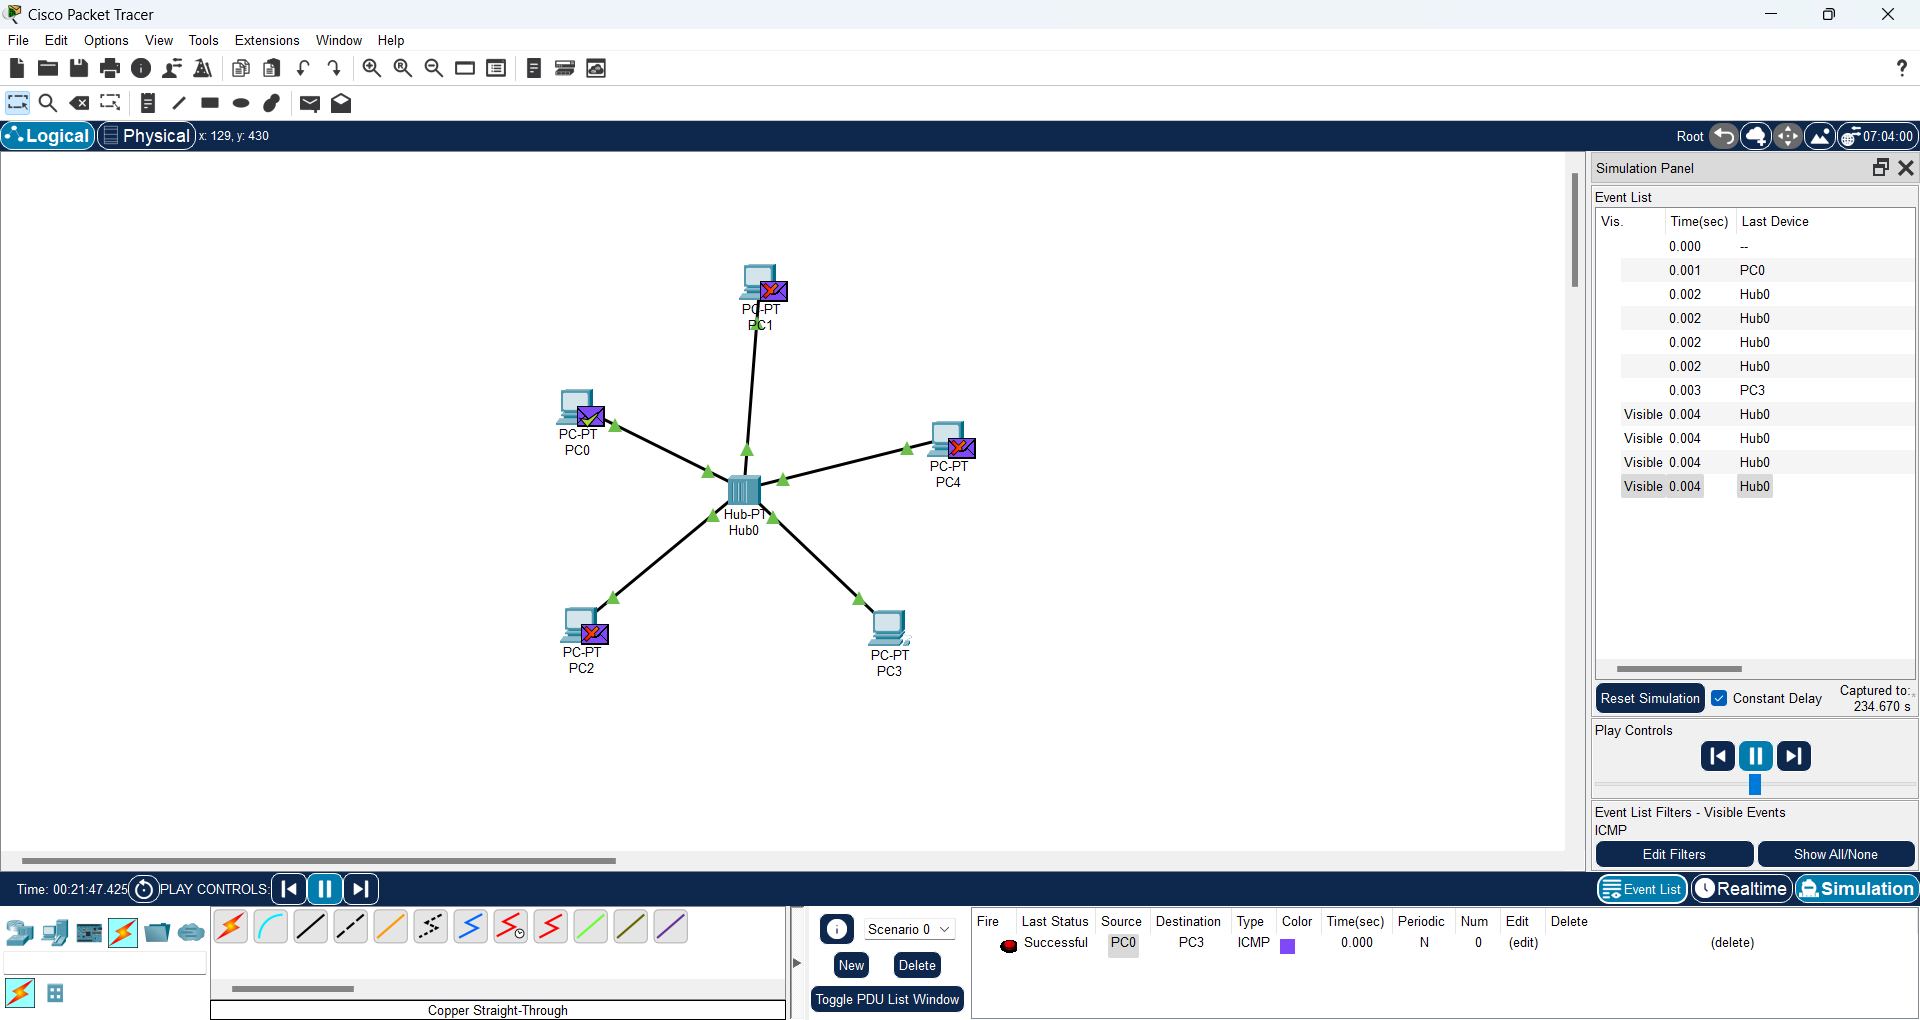 Cisco Packet Tracer
File Edit Options View Tools Extensions Window Help
?
Logical Physical x: 129, y: 430 Root 07:04:00
Simulation Panel
Event List
Vis. Time(sec) Last Device
0.000 --
0.001 PC0
0.002 Hub0
0.002 Hub0
0.002 Hub0
0.002 Hub0
0.003 PC3
Visible 0.004 Hub0
Visible 0.004 Hub0
Visible 0.004 Hub0
Visible 0.004 Hub0
PC-PT
PC1
PC-PT
PC0
PC-PT
PC4
Hub-PT
Hub0
PC-PT
PC2
PC-PT
PC3
Reset Simulation Constant Delay Captured to:
234.670 s
Play Controls
Event List Filters - Visible Events
ICMP
Edit Filters Show All/None
Time: 00:21:47.425 PLAY CONTROLS: Event List Realtime Simulation
Scenario 0
New Delete
Toggle PDU List Window
Fire Last Status Source Destination Type Color Time(sec) Periodic Num Edit Delete
Successful PC0 PC3 ICMP 0.000 N 0 (edit) (delete)
Copper Straight-Through